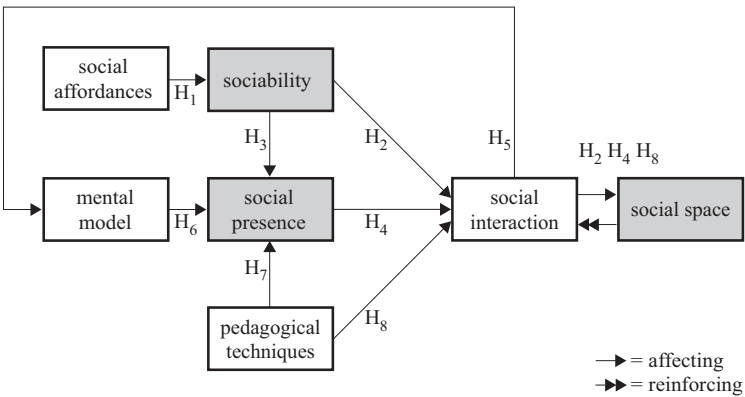 social
affordances
H₁
sociability
H₃
H₂
H₅
H₂ H₄ H₈
mental
model
H₆
social
presence
H₄
social
interaction
social space
H₇
pedagogical
techniques
H₈
= affecting
= reinforcing